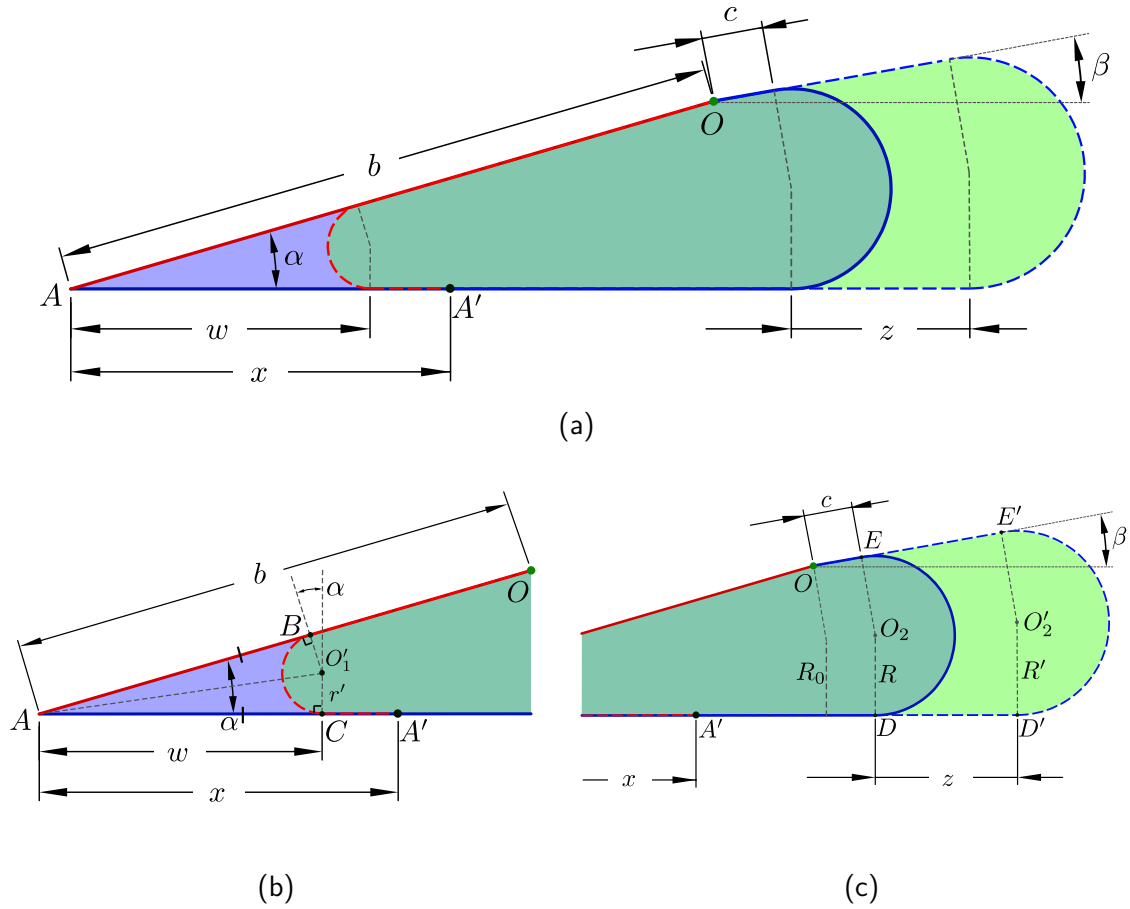 c
β
b
O
α
A
A′
w
z
x
(a)
b
α
O
B
O′₁
r′
A
α
C
A′
w
x
(b)
c
E′
E
β
O
O₂
O′₂
R₀
R
R′
A′
D
D′
x
z
(c)